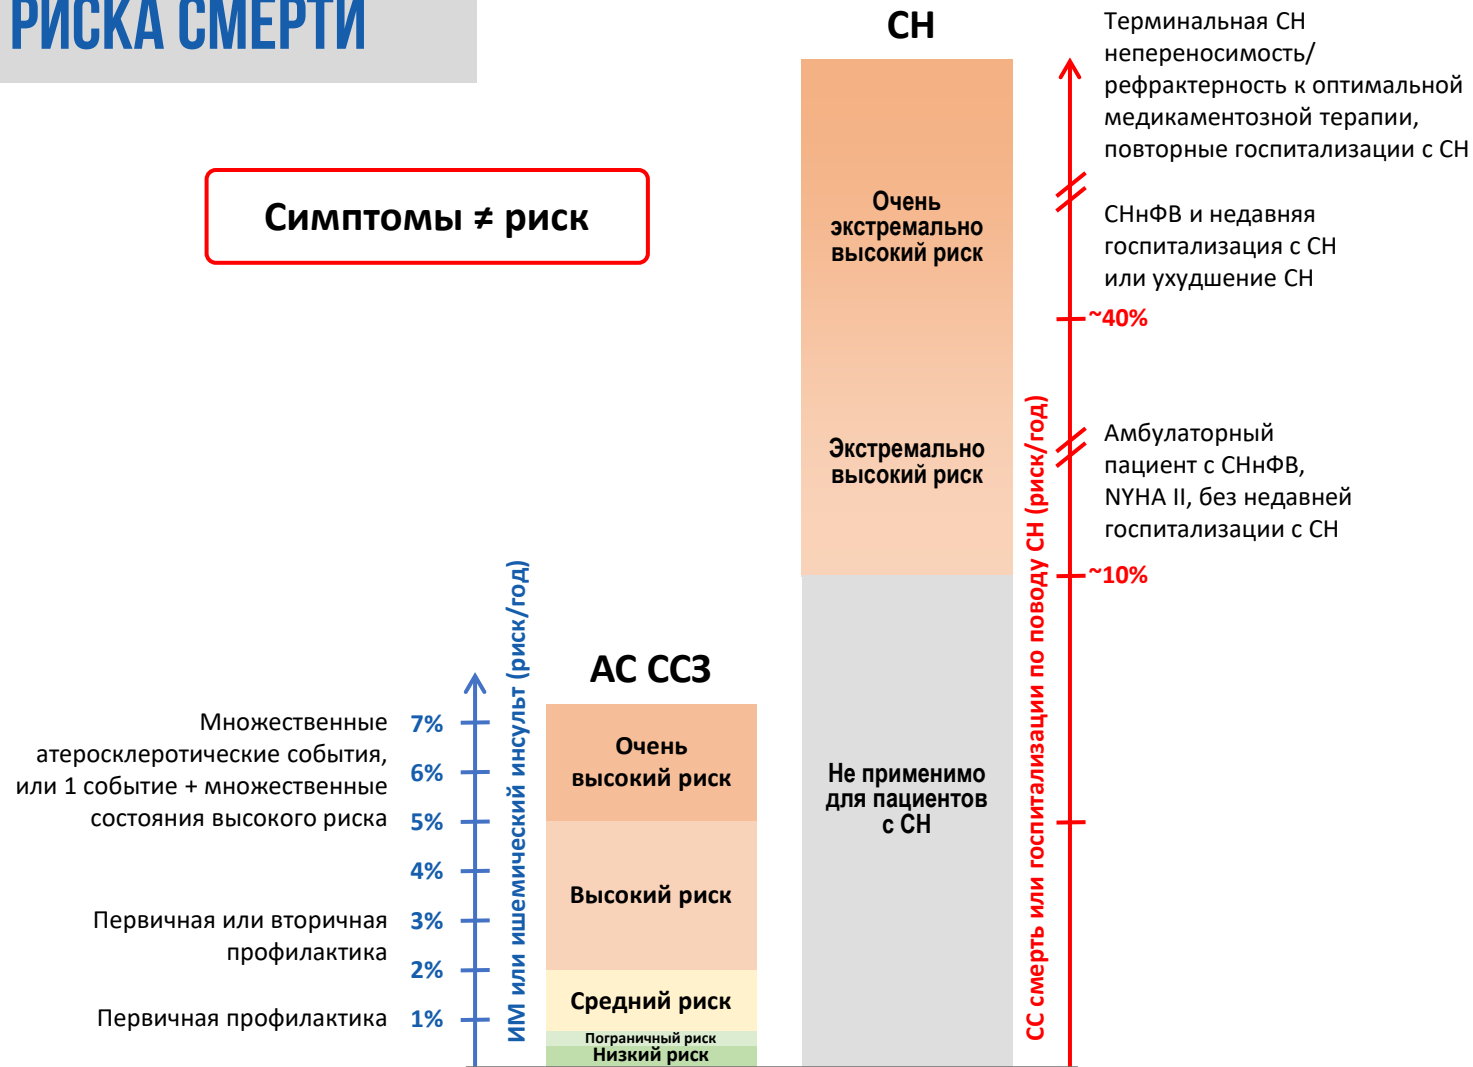 РИСКА СМЕРТИ
Симптомы ≠ риск
СН
Очень
экстремально
высокий риск
Экстремально
высокий риск
Не применимо
для пациентов
с СН
СС смерть или госпитализации по поводу СН (риск/год)
~40%
~10%
Терминальная СН
непереносимость/
рефрактерность к оптимальной
медикаментозной терапии,
повторные госпитализации с СН
СНнФВ и недавняя
госпитализация с СН
или ухудшение СН
Амбулаторный
пациент с СНнФВ,
NYHA II, без недавней
госпитализации с СН
Множественные
атеросклеротические события,
или 1 событие + множественные
состояния высокого риска
Первичная или вторичная
профилактика
Первичная профилактика
7%
6%
5%
4%
3%
2%
1%
ИМ или ишемический инсульт (риск/год)
АС ССЗ
Очень
высокий риск
Высокий риск
Средний риск
Пограничный риск
Низкий риск